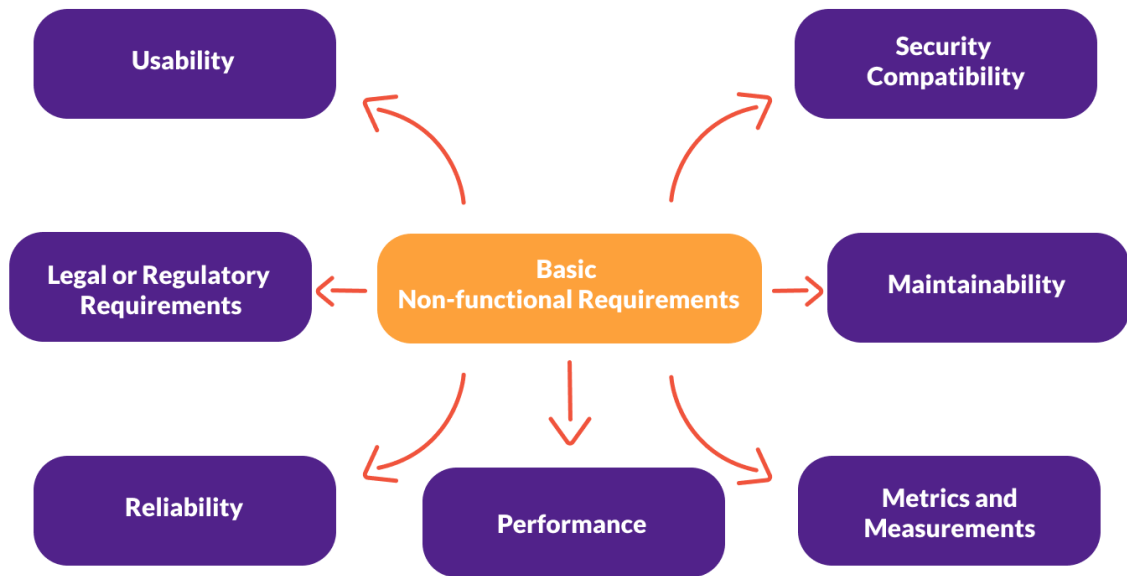 Usability
Security
Compatibility
Legal or Regulatory
Requirements
Basic
Non-functional Requirements
Maintainability
Reliability
Performance
Metrics and
Measurements